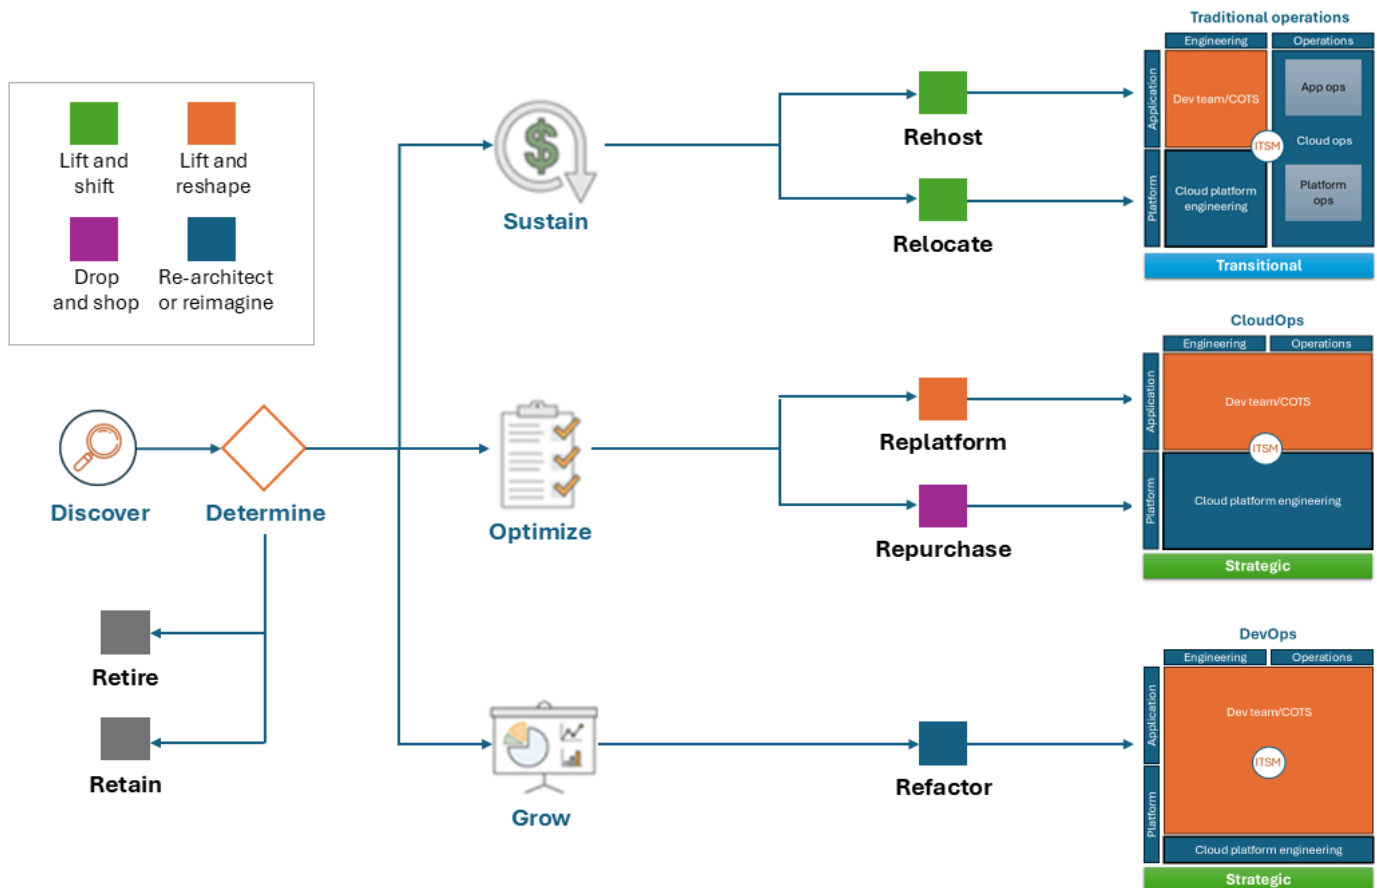 Lift and
shift
Lift and
reshape
Drop
and shop
Re-architect
or reimagine
Discover
Determine
Retire
Retain
Sustain
Optimize
Grow
Rehost
Relocate
Replatform
Repurchase
Refactor
Traditional operations
Engineering
Operations
Application
Platform
Dev team/COTS
App ops
ITSM
Cloud ops
Cloud platform
engineering
Platform
ops
Transitional
CloudOps
Engineering
Operations
Application
Platform
Dev team/COTS
ITSM
Cloud platform engineering
Strategic
DevOps
Engineering
Operations
Application
Platform
Dev team/COTS
ITSM
Cloud platform engineering
Strategic